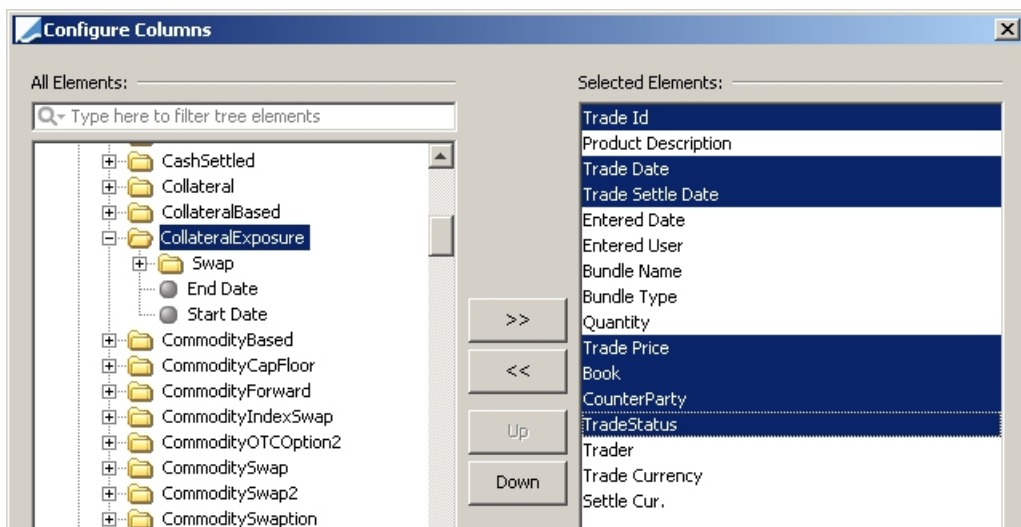 Configure Columns
All Elements:
Type here to filter tree elements
CashSettled
Collateral
CollateralBased
CollateralExposure
Swap
End Date
Start Date
CommodityBased
CommodityCapFloor
CommodityForward
CommodityIndexSwap
CommodityOTCOption2
CommoditySwap
CommoditySwap2
CommoditySwaption
>>
<<
Up
Down
Selected Elements:
Trade Id
Product Description
Trade Date
Trade Settle Date
Entered Date
Entered User
Bundle Name
Bundle Type
Quantity
Trade Price
Book
CounterParty
TradeStatus
Trader
Trade Currency
Settle Cur.